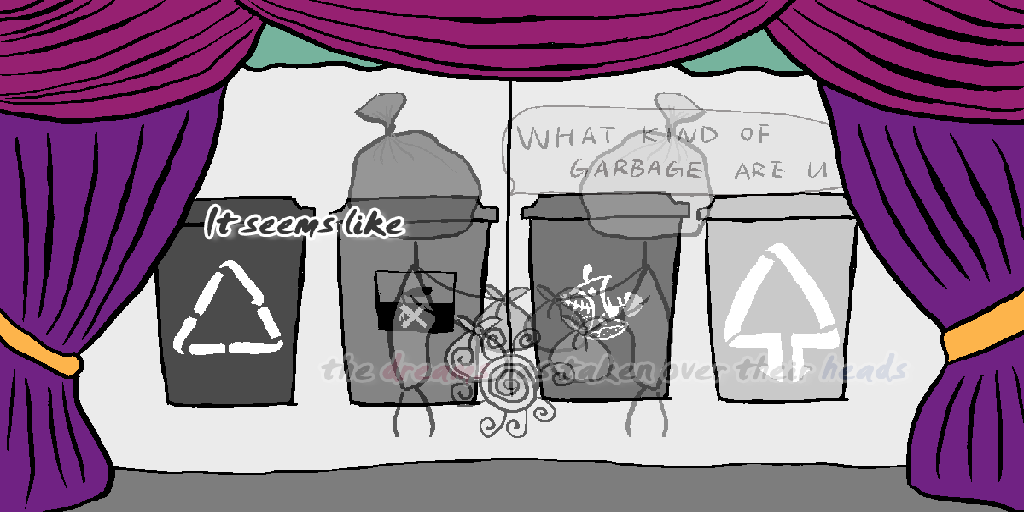 WHAT KIND OF
GARBAGE ARE U
It seems like
the dreams taken over their heads